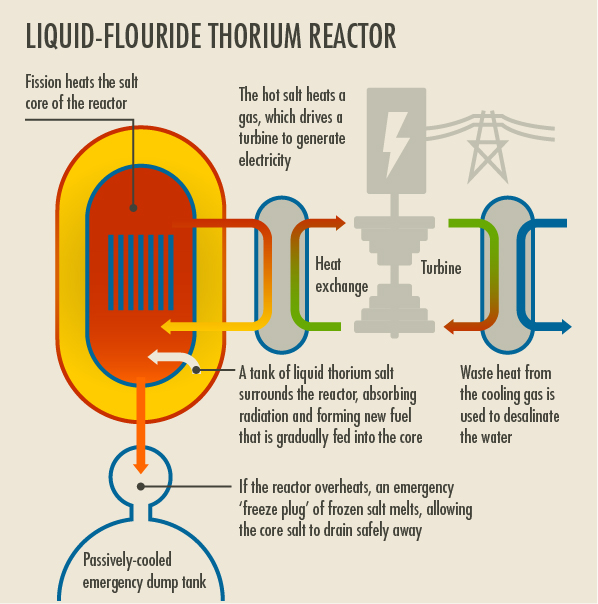 LIQUID-FLOURIDE THORIUM REACTOR
Fission heats the salt
core of the reactor
The hot salt heats a
gas, which drives a
turbine to generate
electricity
Heat
exchange
Turbine
A tank of liquid thorium salt
surrounds the reactor, absorbing
radiation and forming new fuel
that is gradually fed into the core
Waste heat from
the cooling gas is
used to desalinate
the water
If the reactor overheats, an emergency
‘freeze plug’ of frozen salt melts, allowing
the core salt to drain safely away
Passively-cooled
emergency dump tank